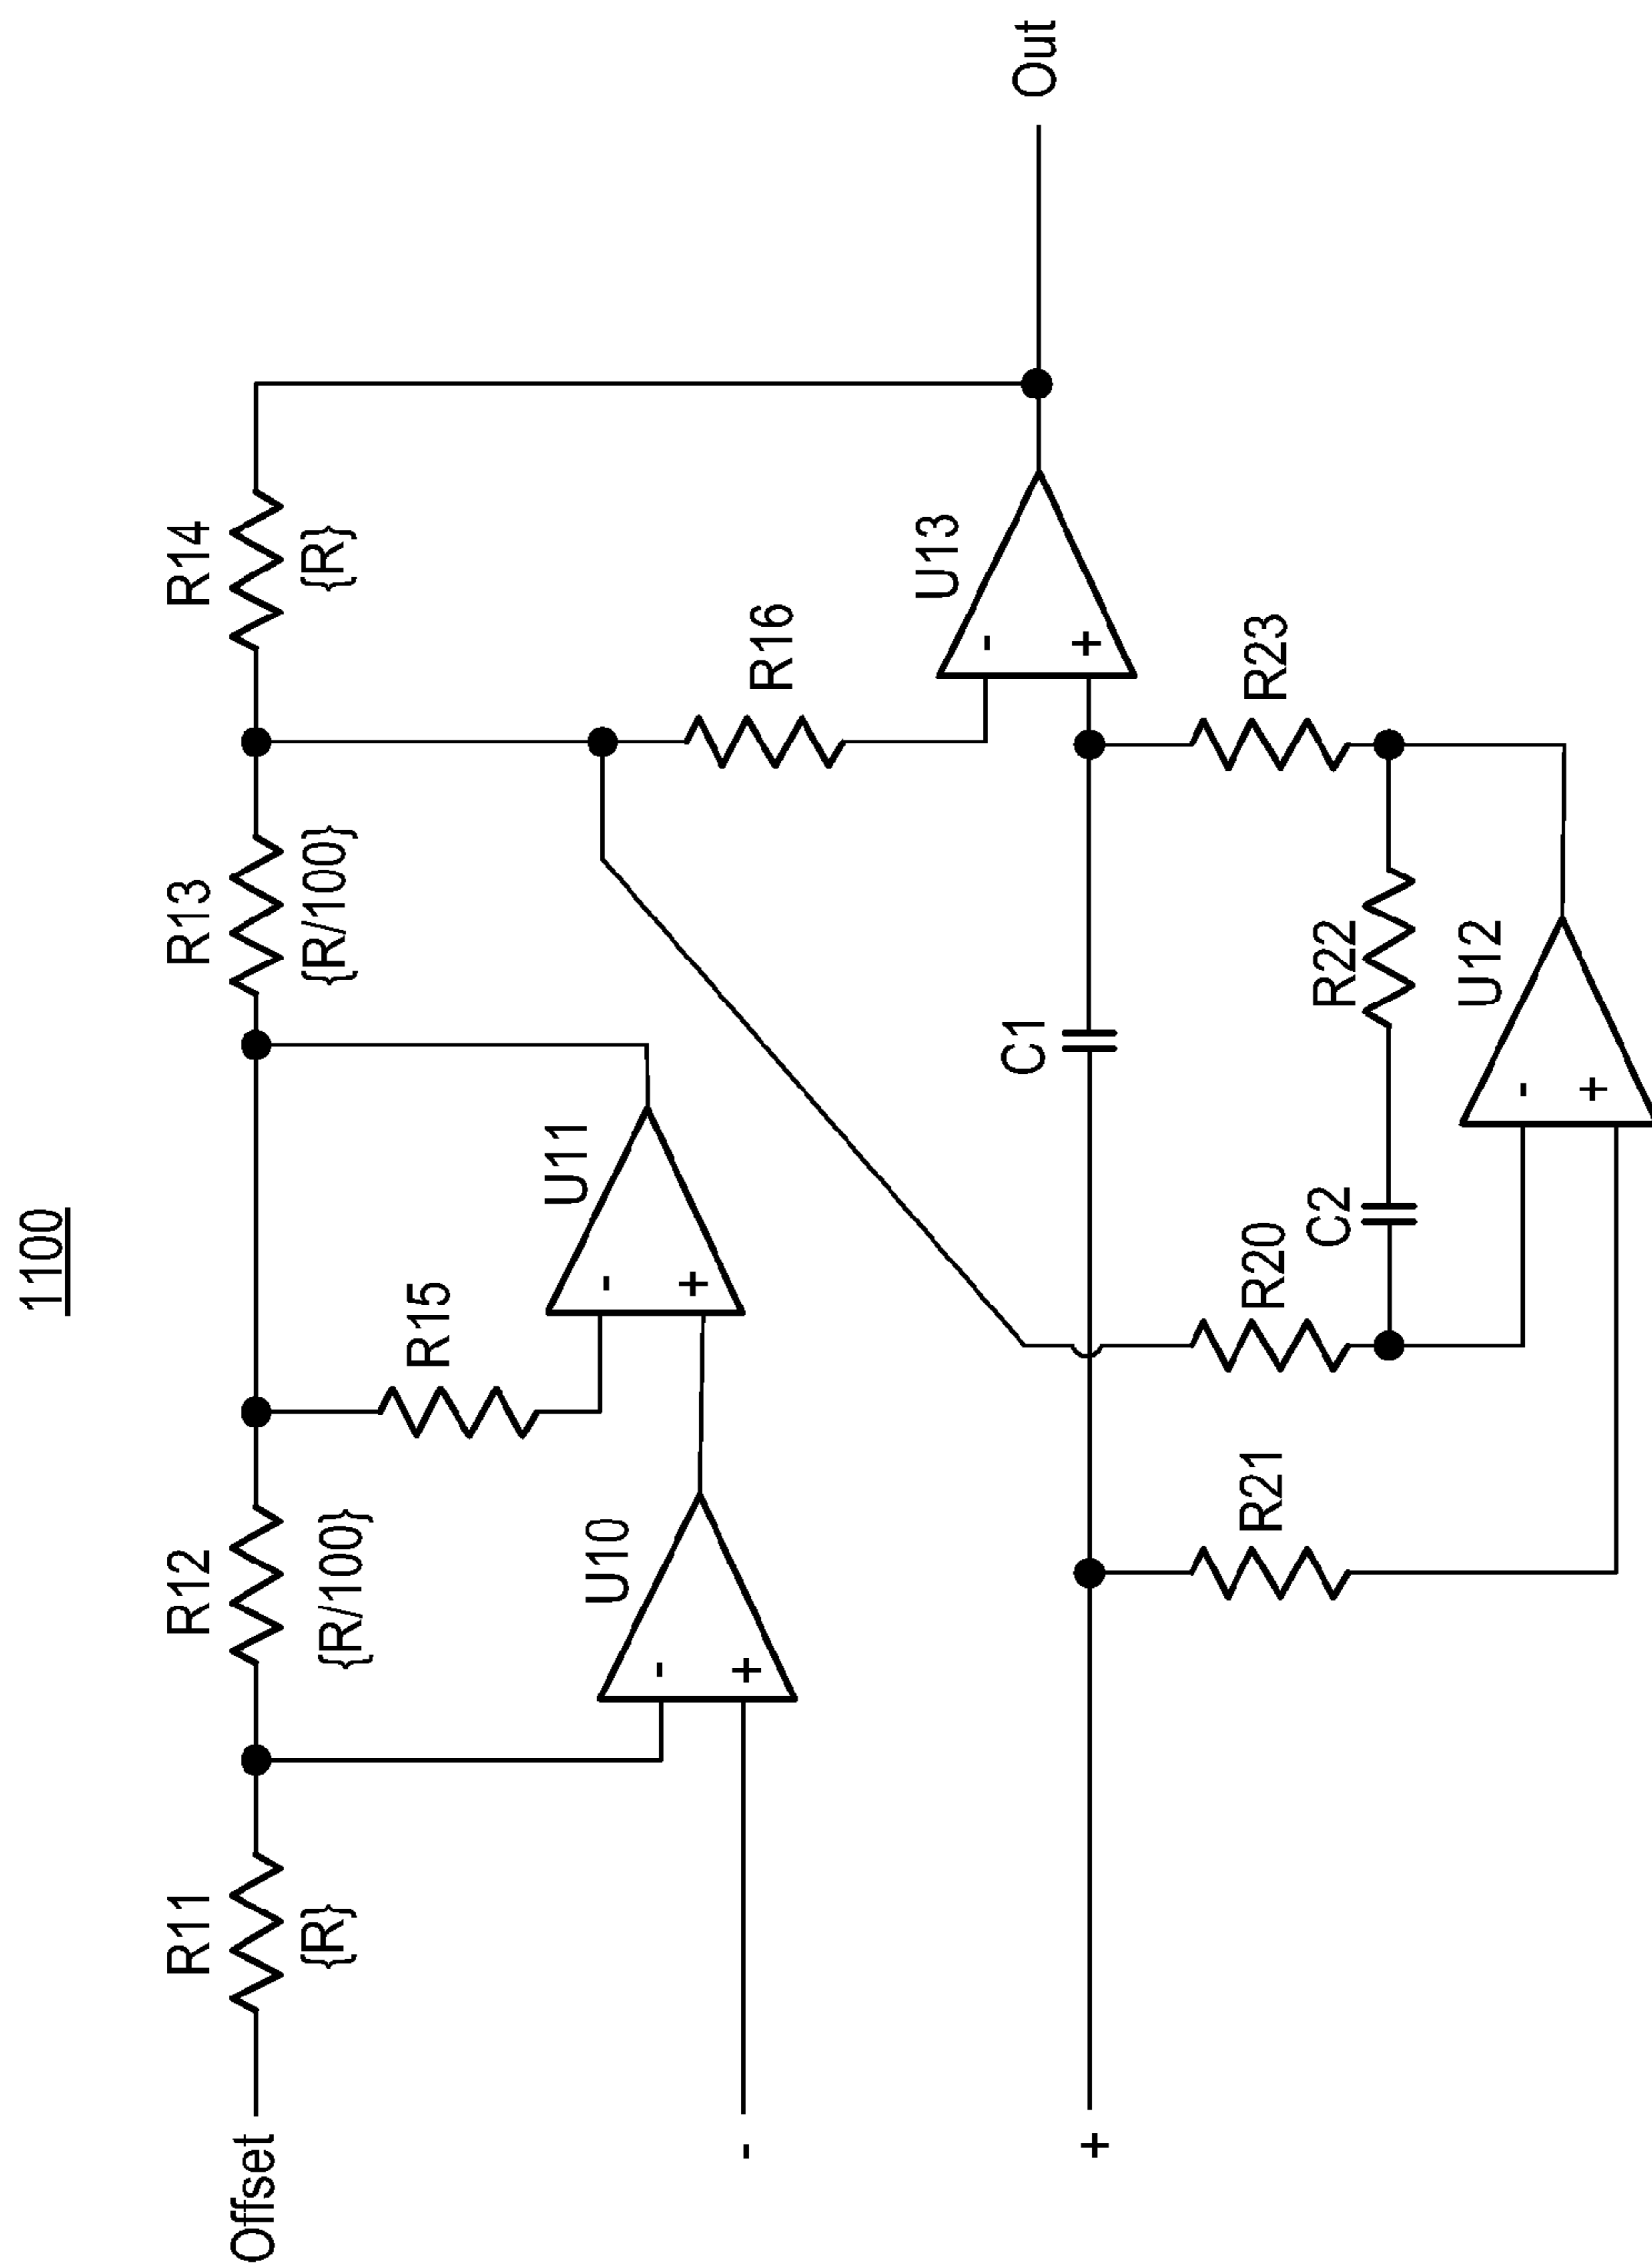 1100
R11
{R}
R12
{R/100}
R13
{R/100}
R14
{R}
Offset
R15
U11
-
+
U10
-
+
R16
U13
-
+
Out
-
C1
+
R21
R20
C2
R22
R23
U12
-
+